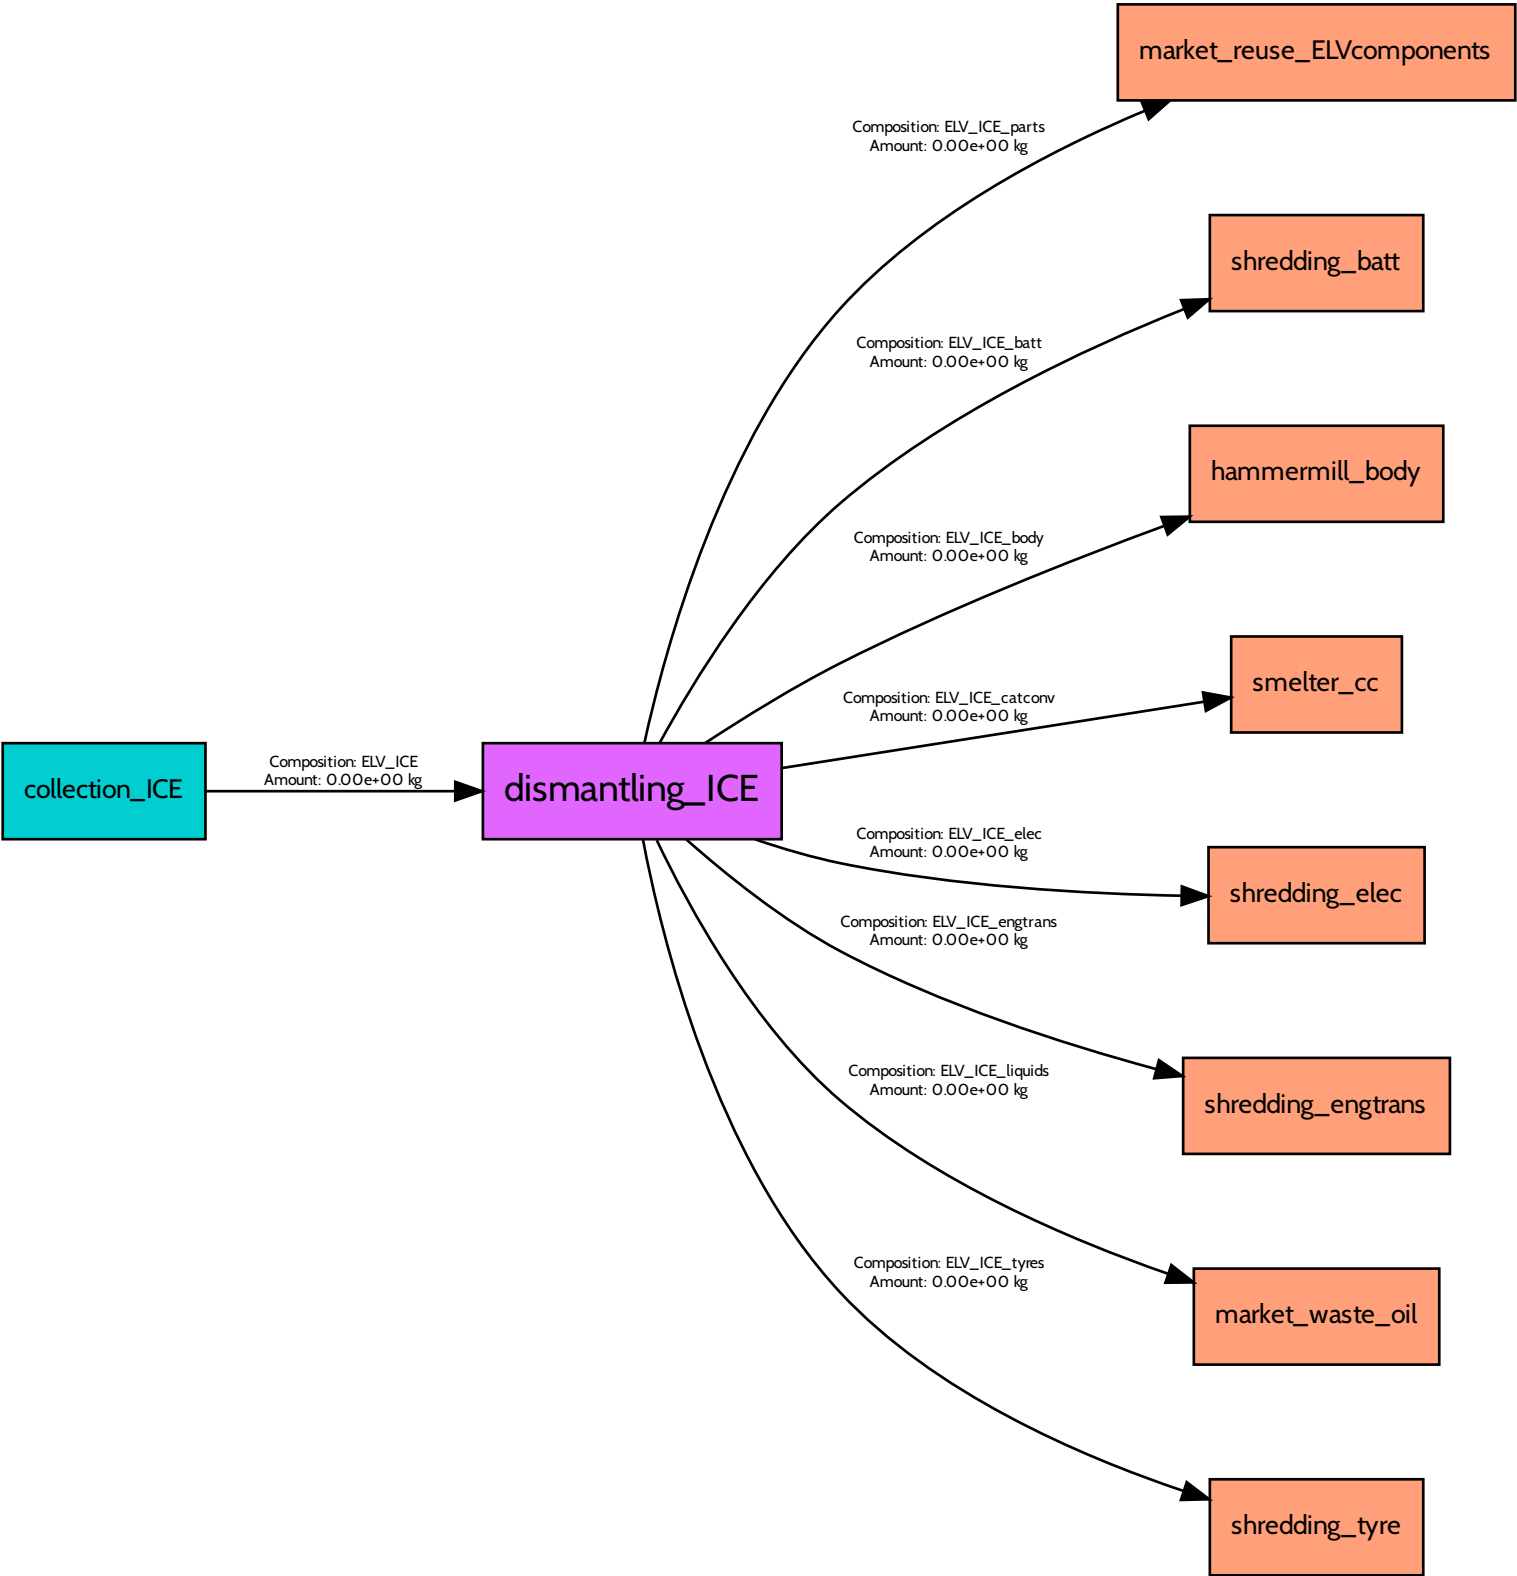 market_reuse_ELVcomponents
Composition: ELV_ICE_parts
Amount: 0.00e+00 kg
shredding_batt
Composition: ELV_ICE_batt
Amount: 0.00e+00 kg
hammermill_body
Composition: ELV_ICE_body
Amount: 0.00e+00 kg
smelter_cc
Composition: ELV_ICE_catconv
Amount: 0.00e+00 kg
collection_ICE
Composition: ELV_ICE
Amount: 0.00e+00 kg
dismantling_ICE
Composition: ELV_ICE_elec
Amount: 0.00e+00 kg
shredding_elec
Composition: ELV_ICE_engtrans
Amount: 0.00e+00 kg
shredding_engtrans
Composition: ELV_ICE_liquids
Amount: 0.00e+00 kg
market_waste_oil
Composition: ELV_ICE_tyres
Amount: 0.00e+00 kg
shredding_tyre